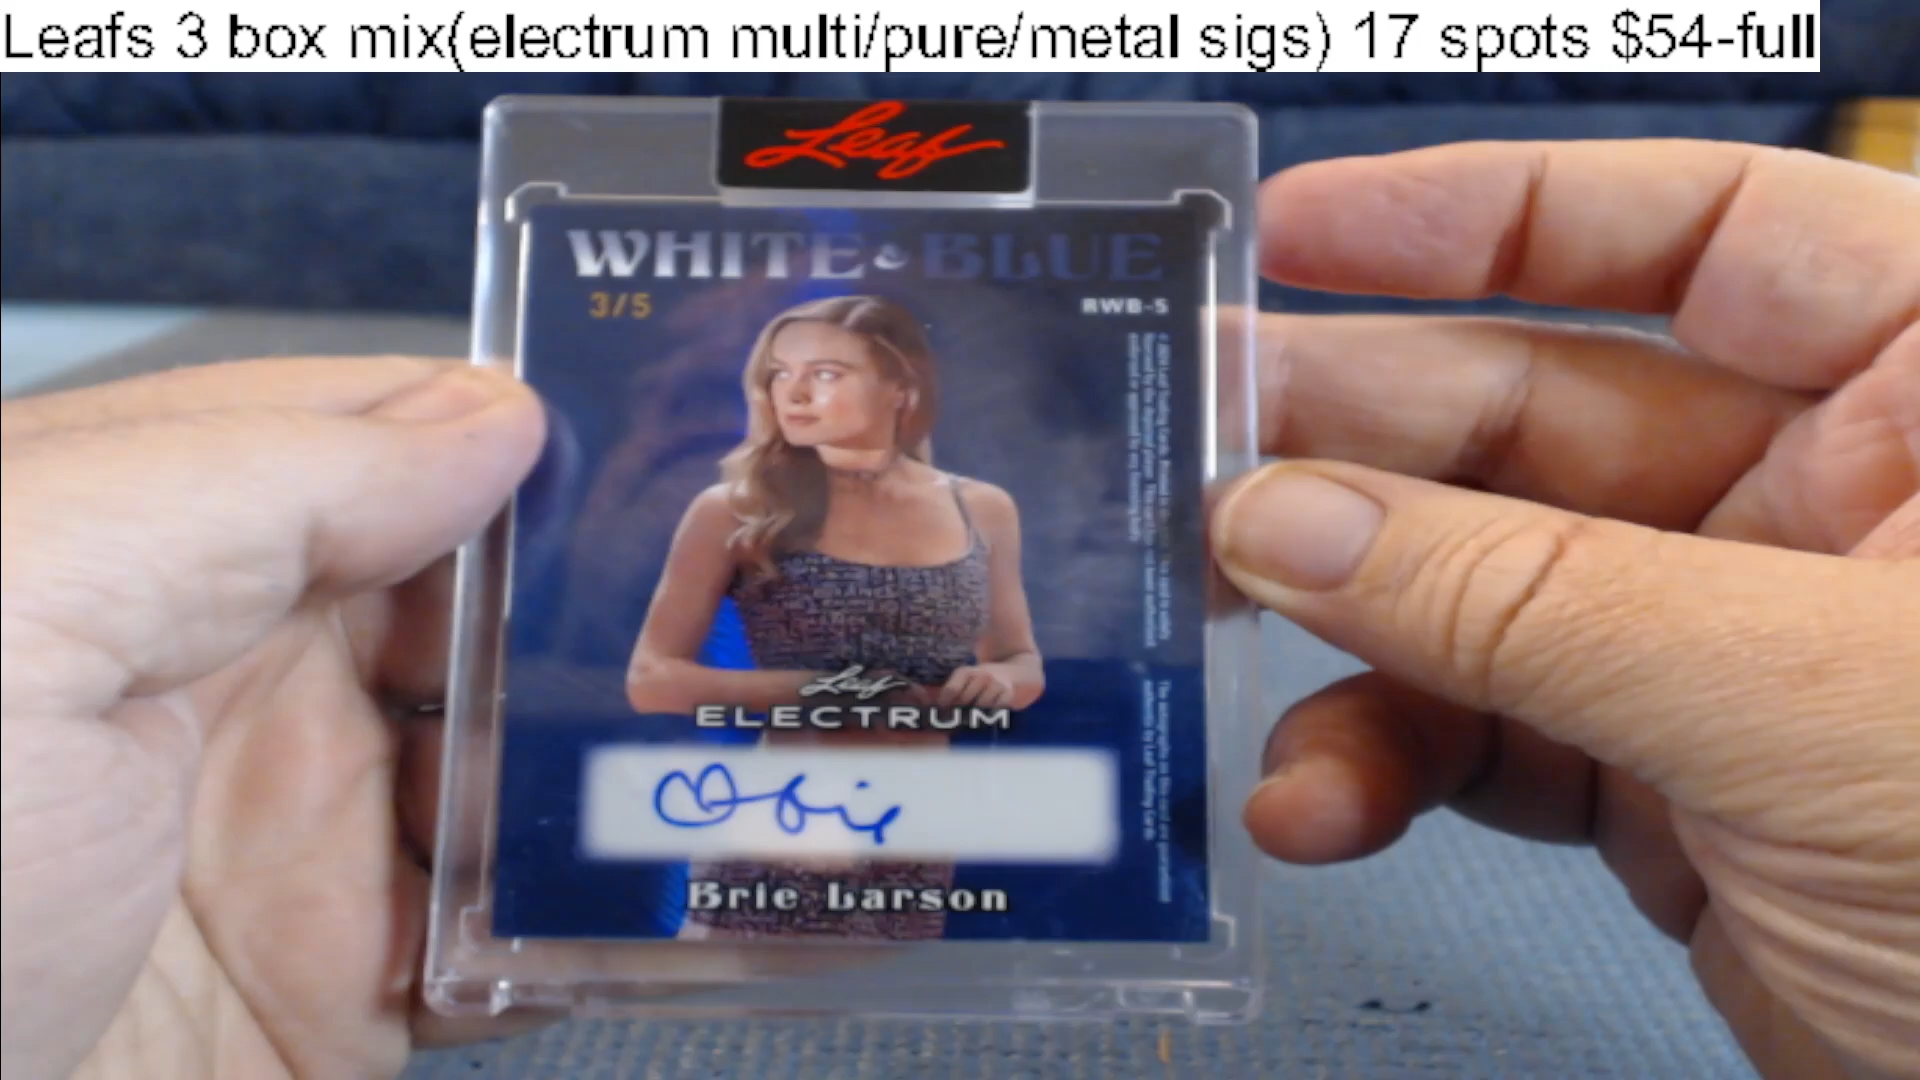 Leafs 3 box mix(electrum multi/pure/metal sigs) 17 spots $54-full
Leaf
WHITE & BLUE
3/5
RWB-5
Leaf
ELECTRUM
Brie
Brie Larson